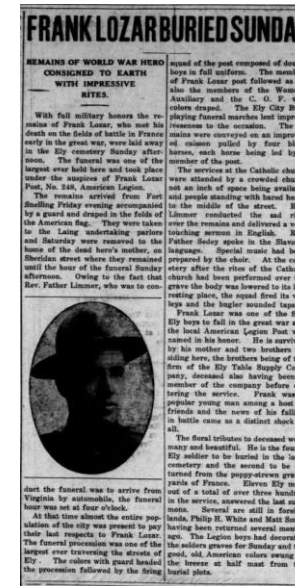 FRANK LOZAR BURIED SUNDA
REMAINS OF WORLD WAR HERO
CONSIGNED TO EARTH
WITH IMPRESSIVE
RITES.
With full military honors the re-
mains of Frank Lozar, who met his
death on the fields of battle in France
early in the great war, were laid away
in the Ely cemetery Sunday after-
noon. The funeral was one of the
largest ever held here and took place
under the auspices of Frank Lozar
Post, No. 248, American Legion.
The remains arrived from Fort
Snelling Friday evening accompanied
by a guard and draped in the folds of
the American flag. They were taken
to the Laing undertaking parlors
and Saturday were removed to the
home of the dead hero's mother, on
Sheridan street where they remained
until the hour of the funeral Sunday
afternoon. Owing to the fact that
Rev. Father Limmer, who was to con-
duct the funeral was to arrive from
Virginia by automobile, the funeral
hour was set at four o'clock.
At that time almost the entire pop-
ulation of the city was present to pay
their last respects to Frank Lozar.
The funeral procession was one of the
largest ever traversing the streets of
Ely. The colors with guard headed
the procession followed by the firing
squad of the post composed of dou
boys in full uniform. The mem
of Frank Lozar post followed as
also the members of the Wom
Auxiliary and the C. O. F.
colors draped. The Ely City B
playing funeral marches lent impr
iveness to the occasion. The
mains were conveyed on an impro
ed caisson pulled by four bl
horses, each horse being led by
member of the post.
The services at the Catholic chu
were attended by a crowded chu
not an inch of space being availa
and people standing with bared he
to the middle of the street. R
Limmer conducted the sad ri
over the remains and delivered a v
touching sermon in English. R
Father Sedey spoke in the Slave
language. Special music had be
prepared by the choir. At the ce
etery after the rites of the Catho
church had been performed over
grave the body was lowered to its l
resting place, the squad fired its v
leys and the bugler sounded taps
Frank Lozar was one of the f
Ely boys to fall in the great war a
the local American Legion Post w
named in his honor. He is surviv
by his mother and two brothers
siding here, the brothers being of t
firm of the Ely Table Supply Co
pany, deceased also having been
member of the company before
tering the service. Frank was
popular young man among a host
friends and the news of his fall
in battle came as a distinct shock
all.
The floral tributes to deceased we
many and beautiful. He is the fou
Ely soldier to be buried in the lo
cemetery and the second to be
turned from the poppy-strewn gra
yards of France. Eleven Ely m
out of a total of over three hundr
in the service, answered the last su
mons. Several are still in forei
lands, Philip H. White and Matt Se
having been returned several mon
ago. The Legion boys had decorat
the solders graves for Sunday and t
good, old American colors swung
the breeze at half mast from t
burial plots.